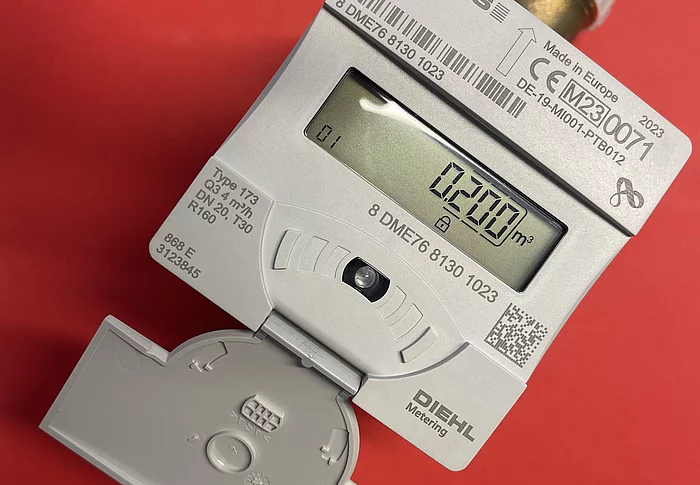 8 DME76 8130 1023
Made in Europe
CE M23 0071
2023
DE-19-MI001-PTB012
01
0.200 m³
8 DME76 8130 1023
Type 173
Q3 4 m³/h
DN 20, T30
R160
868 E
3123845
DIEHL
Metering